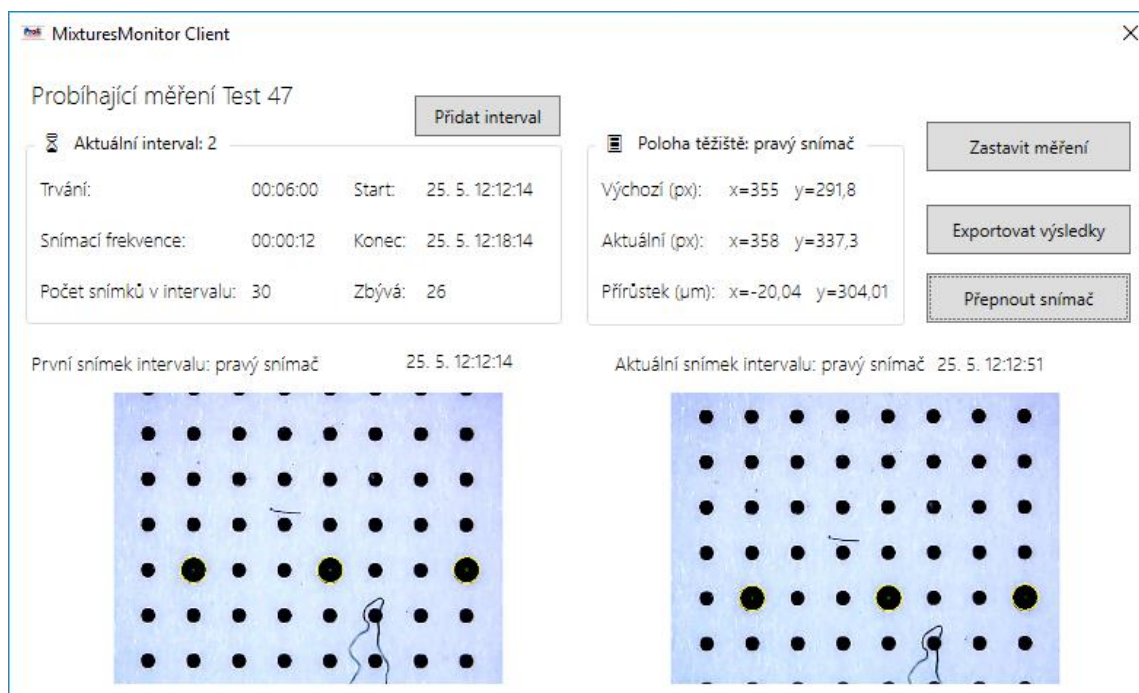 MixturesMonitor Client
Probíhající měření Test 47
Přidat interval
Aktuální interval: 2
Trvání: 00:06:00 Start: 25. 5. 12:12:14
Snímací frekvence: 00:00:12 Konec: 25. 5. 12:18:14
Počet snímků v intervalu: 30 Zbývá: 26
Poloha těžiště: pravý snímač
Výchozí (px): x=355 y=291,8
Aktuální (px): x=358 y=337,3
Přírůstek (µm): x=-20,04 y=304,01
Zastavit měření
Exportovat výsledky
Přepnout snímač
První snímek intervalu: pravý snímač 25. 5. 12:12:14
Aktuální snímek intervalu: pravý snímač 25. 5. 12:12:51